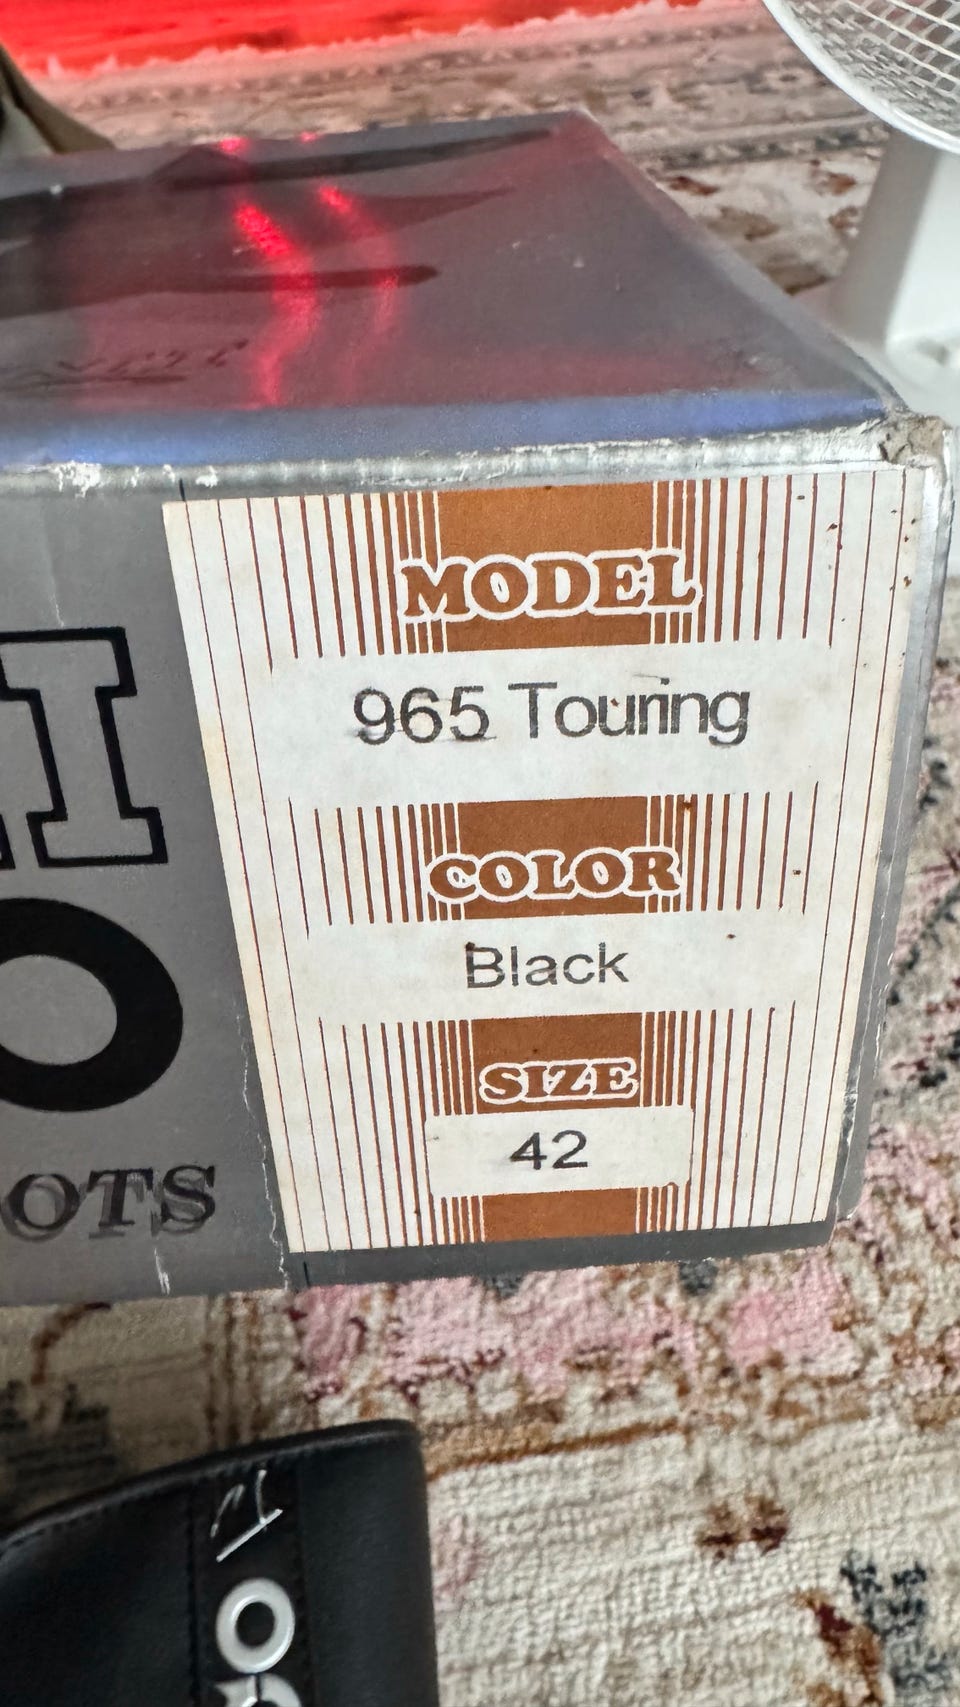 MODEL
965 Touring
COLOR
Black
SIZE
42
I
O
OTS